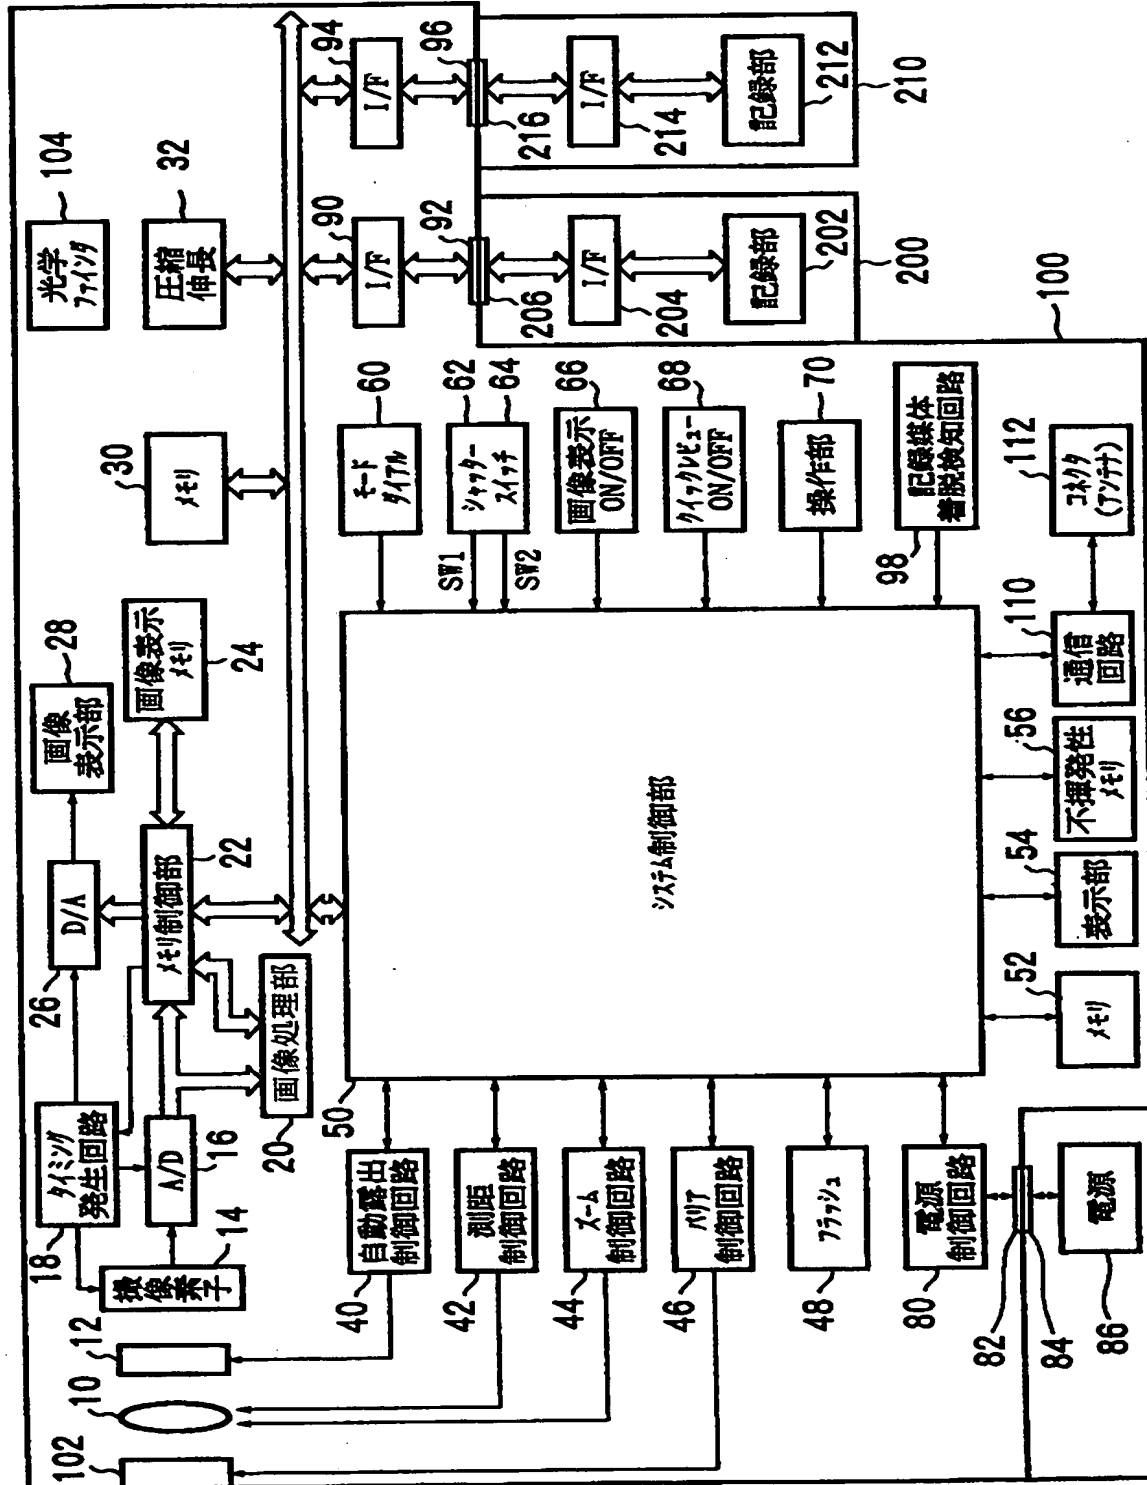 102
10
12
18
タイミング
発生回路
撮像素子
14
A/D
16
26
D/A
画像
表示部
28
メモリ制御部
22
画像表示
メモリ
24
画像処理部
20
30
メモリ
圧縮
伸長
32
光学
ファインダ
104
40
自動露出
制御回路
42
測距
制御回路
44
ズーム
制御回路
46
バリア
制御回路
48
フラッシュ
80
電源
制御回路
82
84
電源
86
50
システム制御部
モード
ダイアル
60
シャッター
スイッチ
62
64
SW1
SW2
画像表示
ON/OFF
66
クイックレビュー
ON/OFF
68
操作部
70
記録媒体
着脱検知回路
98
メモリ
52
表示部
54
不揮発性
メモリ
56
通信
回路
110
コネクタ
(アンテナ)
112
100
I/F
90
92
206
I/F
204
記録部
202
200
I/F
94
96
216
I/F
214
記録部
212
210